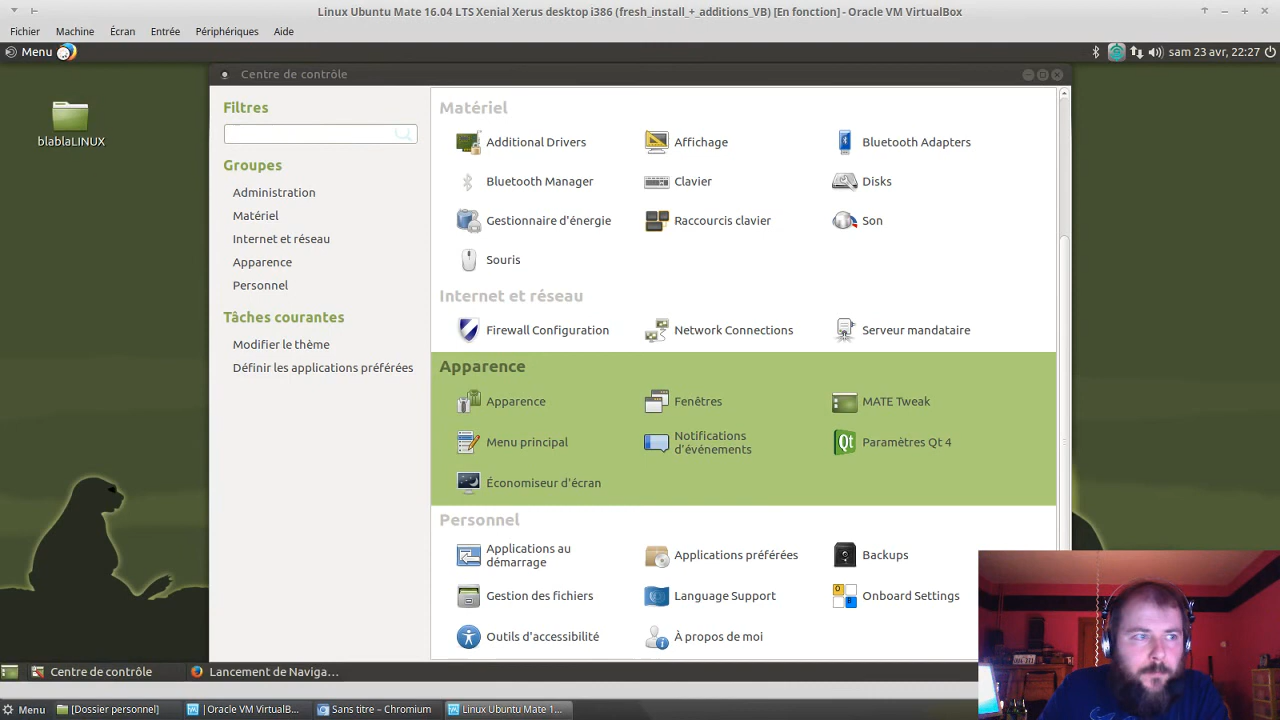 Linux Ubuntu Mate 16.04 LTS Xenial Xerus desktop i386 (fresh_install_+_additions_VB) [En fonction] - Oracle VM VirtualBox
Fichier Machine Écran Entrée Périphériques Aide
Menu sam 23 avr, 22:27
Centre de contrôle
blablaLINUX
Filtres
Groupes
Administration
Matériel
Internet et réseau
Apparence
Personnel
Tâches courantes
Modifier le thème
Définir les applications préférées
Matériel
Additional Drivers Affichage Bluetooth Adapters
Bluetooth Manager Clavier Disks
Gestionnaire d'énergie Raccourcis clavier Son
Souris
Internet et réseau
Firewall Configuration Network Connections Serveur mandataire
Apparence
Apparence Fenêtres MATE Tweak
Menu principal Notifications d'événements Paramètres Qt 4
Économiseur d'écran
Personnel
Applications au démarrage Applications préférées Backups
Gestion des fichiers Language Support Onboard Settings
Outils d'accessibilité À propos de moi
Centre de contrôle Lancement de Naviga…
Menu [Dossier personnel] | Oracle VM VirtualB… Sans titre – Chromium Linux Ubuntu Mate 1…